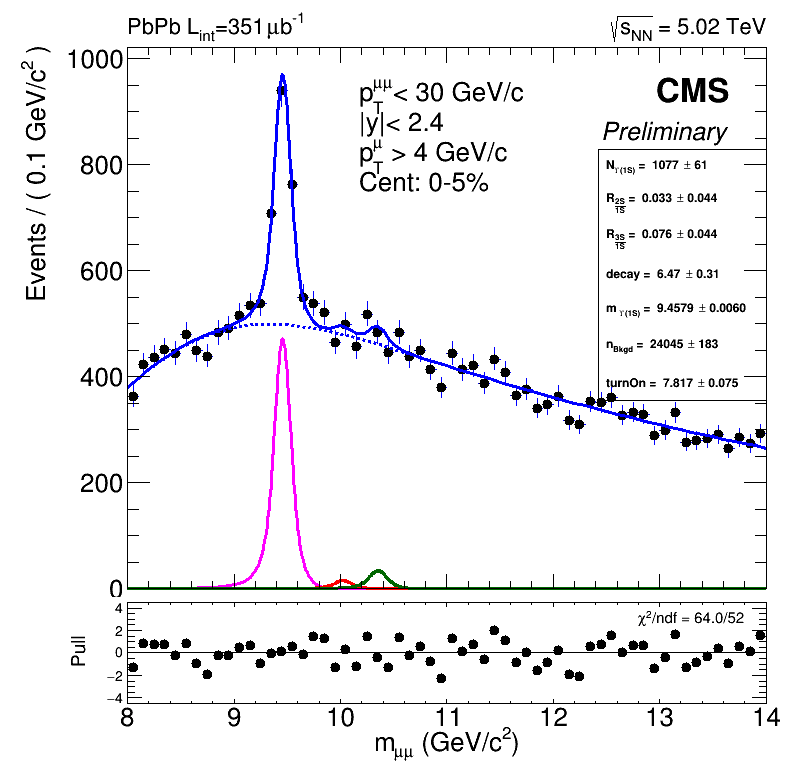 PbPb L_int=351 μb⁻¹
√s_NN = 5.02 TeV
1000
800
600
400
200
0
Events / ( 0.1 GeV/c² )
p_T^μμ < 30 GeV/c
|y| < 2.4
p_T^μ > 4 GeV/c
Cent: 0-5%
CMS
Preliminary
N_ϒ(1S) = 1077 ± 61
R_2S/1S = 0.033 ± 0.044
R_3S/1S = 0.076 ± 0.044
decay = 6.47 ± 0.31
m_ϒ(1S) = 9.4579 ± 0.0060
n_Bkgd = 24045 ± 183
turnOn = 7.817 ± 0.075
χ²/ndf = 64.0/52
4
2
0
−2
−4
Pull
8 9 10 11 12 13 14
m_μμ (GeV/c²)